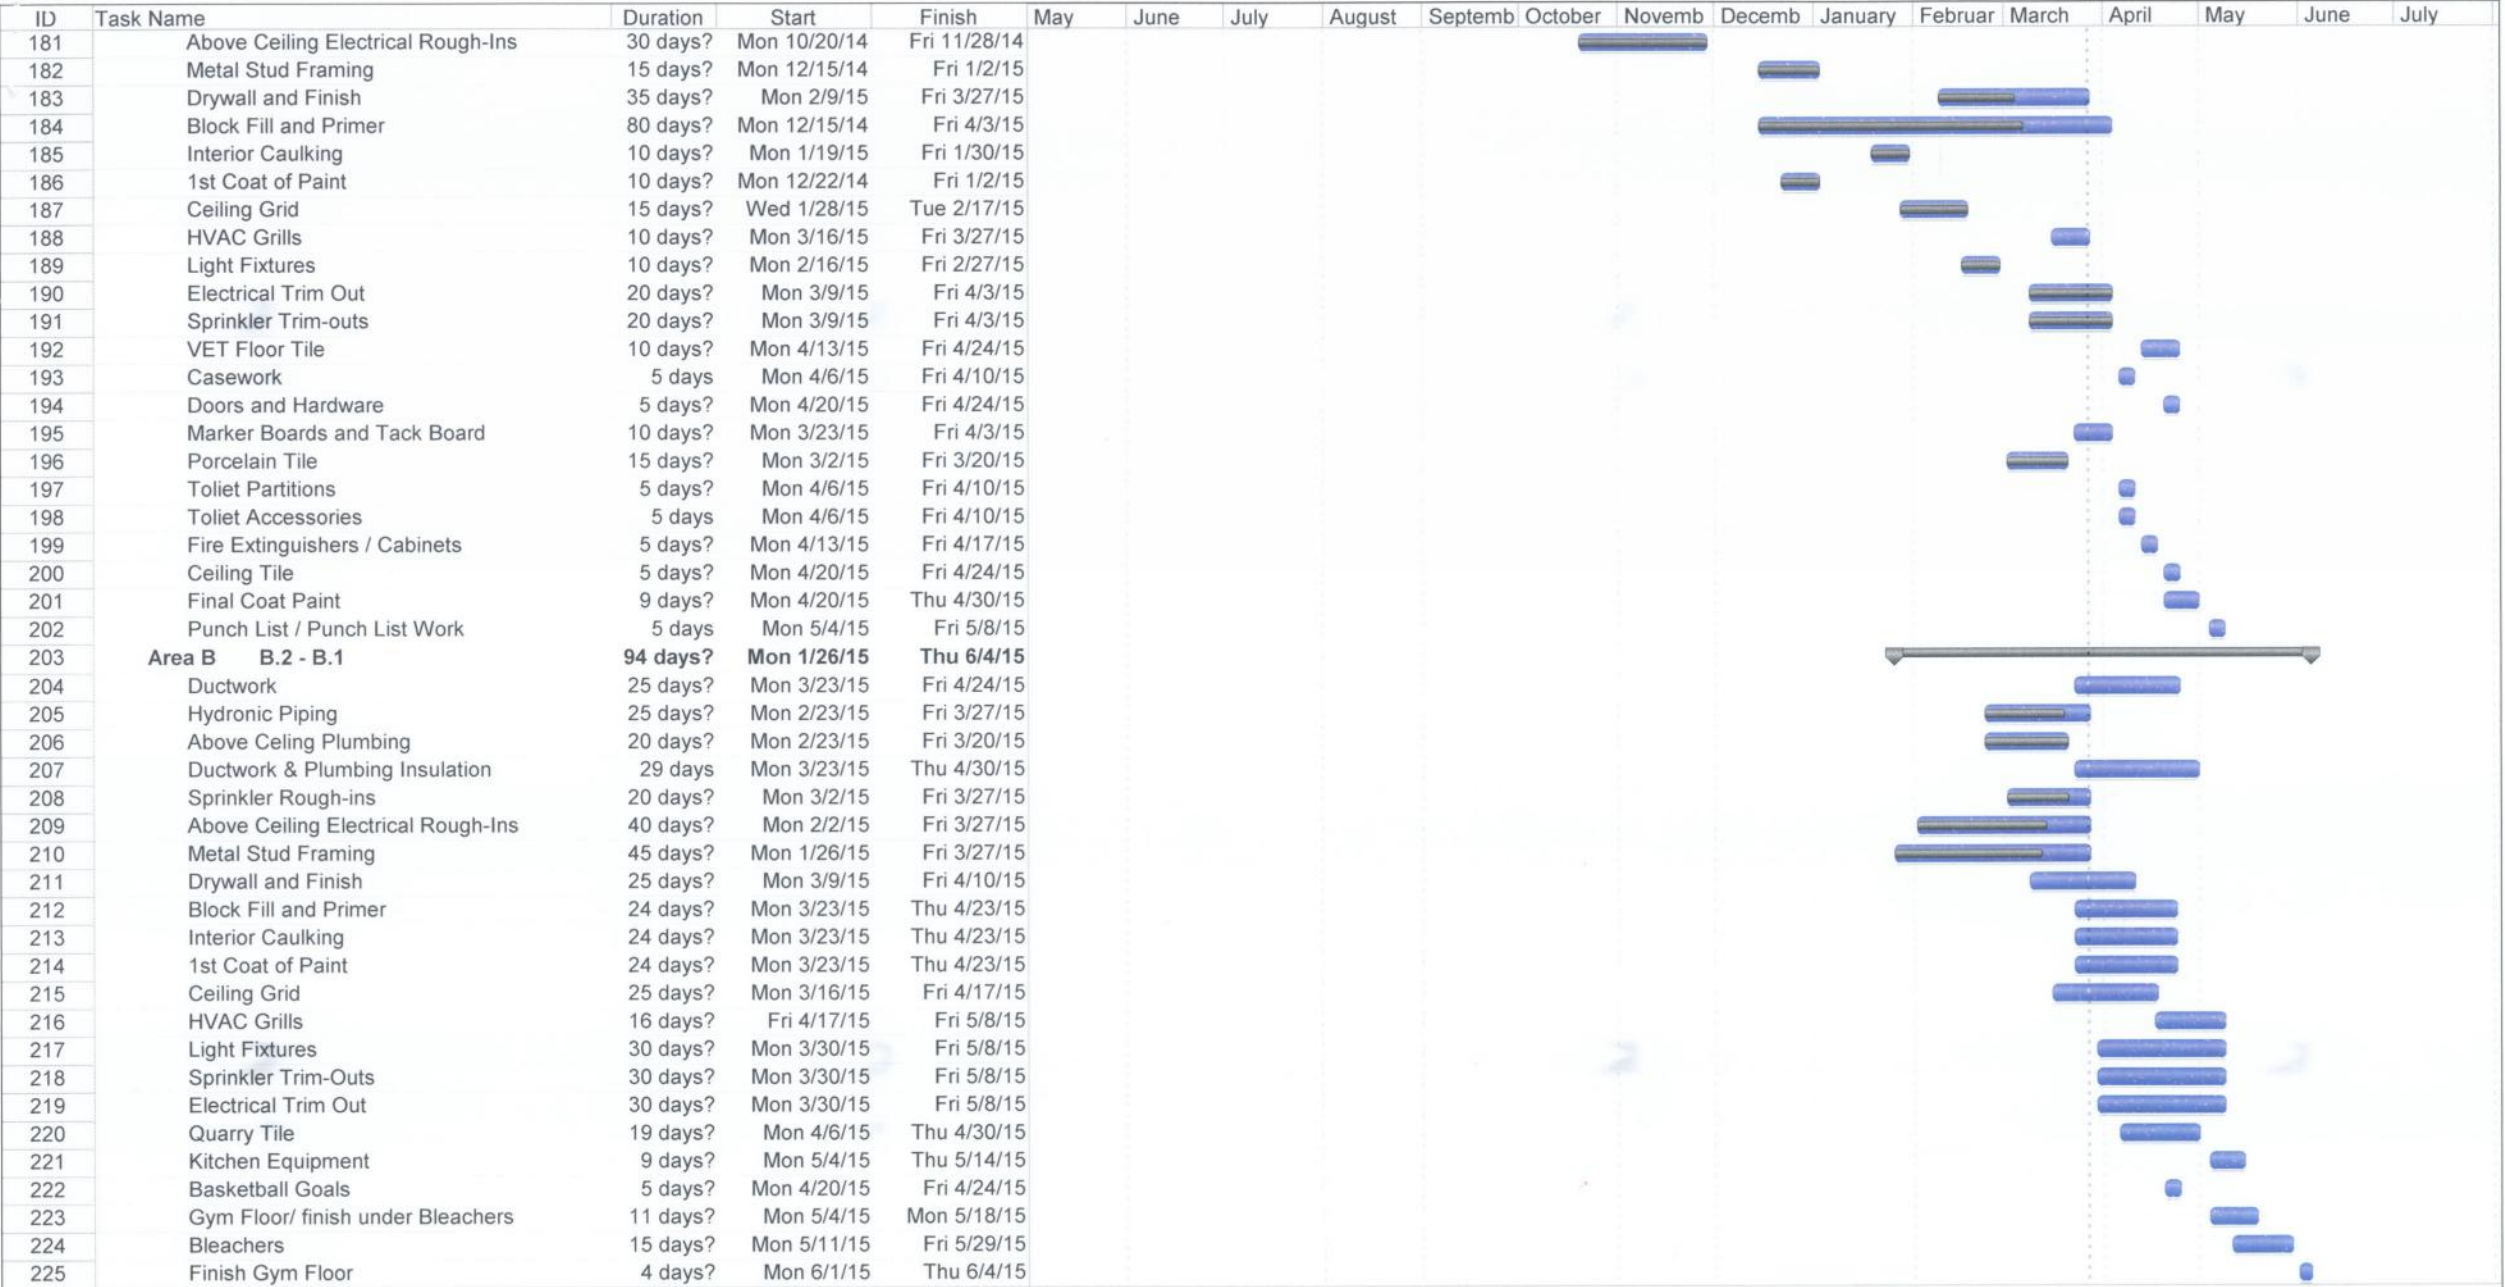 ID Task Name Duration Start Finish May June July August Septemb October Novemb Decemb January Februar March April May June July
181 Above Ceiling Electrical Rough-Ins 30 days? Mon 10/20/14 Fri 11/28/14
182 Metal Stud Framing 15 days? Mon 12/15/14 Fri 1/2/15
183 Drywall and Finish 35 days? Mon 2/9/15 Fri 3/27/15
184 Block Fill and Primer 80 days? Mon 12/15/14 Fri 4/3/15
185 Interior Caulking 10 days? Mon 1/19/15 Fri 1/30/15
186 1st Coat of Paint 10 days? Mon 12/22/14 Fri 1/2/15
187 Ceiling Grid 15 days? Wed 1/28/15 Tue 2/17/15
188 HVAC Grills 10 days? Mon 3/16/15 Fri 3/27/15
189 Light Fixtures 10 days? Mon 2/16/15 Fri 2/27/15
190 Electrical Trim Out 20 days? Mon 3/9/15 Fri 4/3/15
191 Sprinkler Trim-outs 20 days? Mon 3/9/15 Fri 4/3/15
192 VET Floor Tile 10 days? Mon 4/13/15 Fri 4/24/15
193 Casework 5 days Mon 4/6/15 Fri 4/10/15
194 Doors and Hardware 5 days? Mon 4/20/15 Fri 4/24/15
195 Marker Boards and Tack Board 10 days? Mon 3/23/15 Fri 4/3/15
196 Porcelain Tile 15 days? Mon 3/2/15 Fri 3/20/15
197 Toliet Partitions 5 days? Mon 4/6/15 Fri 4/10/15
198 Toliet Accessories 5 days Mon 4/6/15 Fri 4/10/15
199 Fire Extinguishers / Cabinets 5 days? Mon 4/13/15 Fri 4/17/15
200 Ceiling Tile 5 days? Mon 4/20/15 Fri 4/24/15
201 Final Coat Paint 9 days? Mon 4/20/15 Thu 4/30/15
202 Punch List / Punch List Work 5 days Mon 5/4/15 Fri 5/8/15
203 Area B B.2 - B.1 94 days? Mon 1/26/15 Thu 6/4/15
204 Ductwork 25 days? Mon 3/23/15 Fri 4/24/15
205 Hydronic Piping 25 days? Mon 2/23/15 Fri 3/27/15
206 Above Celing Plumbing 20 days? Mon 2/23/15 Fri 3/20/15
207 Ductwork & Plumbing Insulation 29 days Mon 3/23/15 Thu 4/30/15
208 Sprinkler Rough-ins 20 days? Mon 3/2/15 Fri 3/27/15
209 Above Ceiling Electrical Rough-Ins 40 days? Mon 2/2/15 Fri 3/27/15
210 Metal Stud Framing 45 days? Mon 1/26/15 Fri 3/27/15
211 Drywall and Finish 25 days? Mon 3/9/15 Fri 4/10/15
212 Block Fill and Primer 24 days? Mon 3/23/15 Thu 4/23/15
213 Interior Caulking 24 days? Mon 3/23/15 Thu 4/23/15
214 1st Coat of Paint 24 days? Mon 3/23/15 Thu 4/23/15
215 Ceiling Grid 25 days? Mon 3/16/15 Fri 4/17/15
216 HVAC Grills 16 days? Fri 4/17/15 Fri 5/8/15
217 Light Fixtures 30 days? Mon 3/30/15 Fri 5/8/15
218 Sprinkler Trim-Outs 30 days? Mon 3/30/15 Fri 5/8/15
219 Electrical Trim Out 30 days? Mon 3/30/15 Fri 5/8/15
220 Quarry Tile 19 days? Mon 4/6/15 Thu 4/30/15
221 Kitchen Equipment 9 days? Mon 5/4/15 Thu 5/14/15
222 Basketball Goals 5 days? Mon 4/20/15 Fri 4/24/15
223 Gym Floor/ finish under Bleachers 11 days? Mon 5/4/15 Mon 5/18/15
224 Bleachers 15 days? Mon 5/11/15 Fri 5/29/15
225 Finish Gym Floor 4 days? Mon 6/1/15 Thu 6/4/15